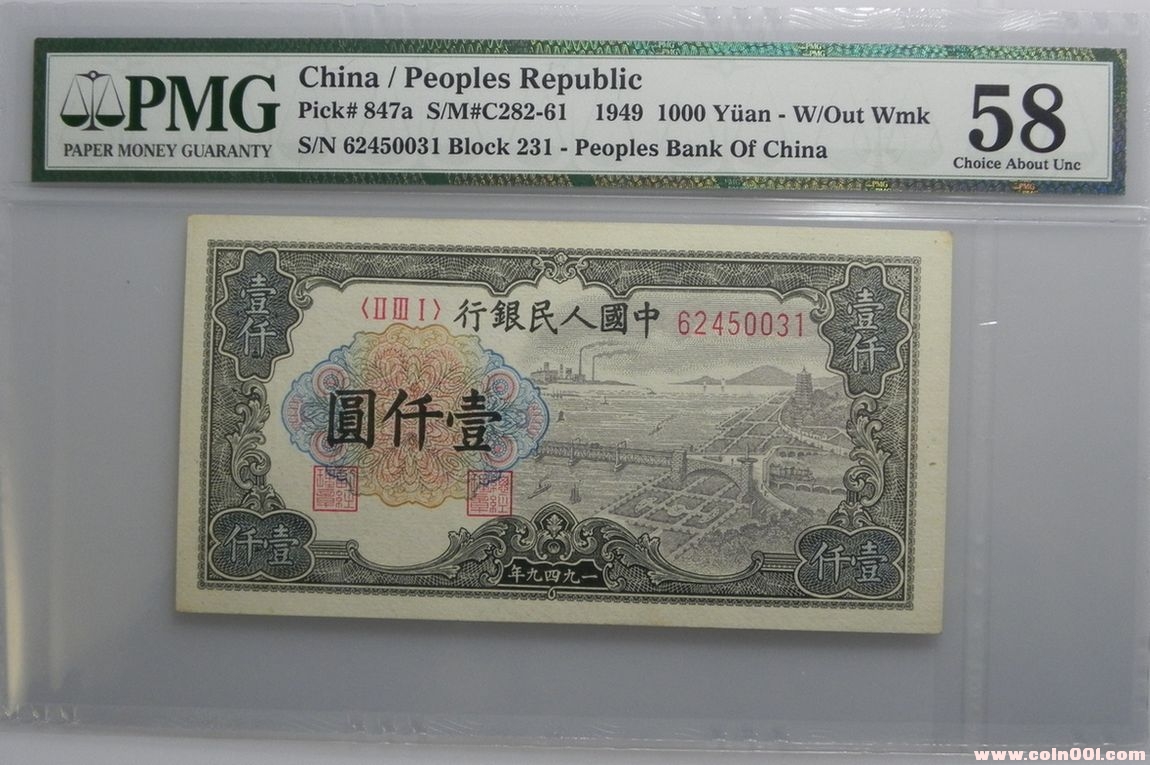 PMG
PAPER MONEY GUARANTY
China / Peoples Republic
Pick# 847a S/M#C282-61 1949 1000 Yüan - W/Out Wmk
S/N 62450031 Block 231 - Peoples Bank Of China
58
Choice About Unc
PMG
壹仟
壹仟
〈II III I〉
行銀民人國中
62450031
圓仟壹
仟壹
仟壹
年九四九一
www.coin001.com